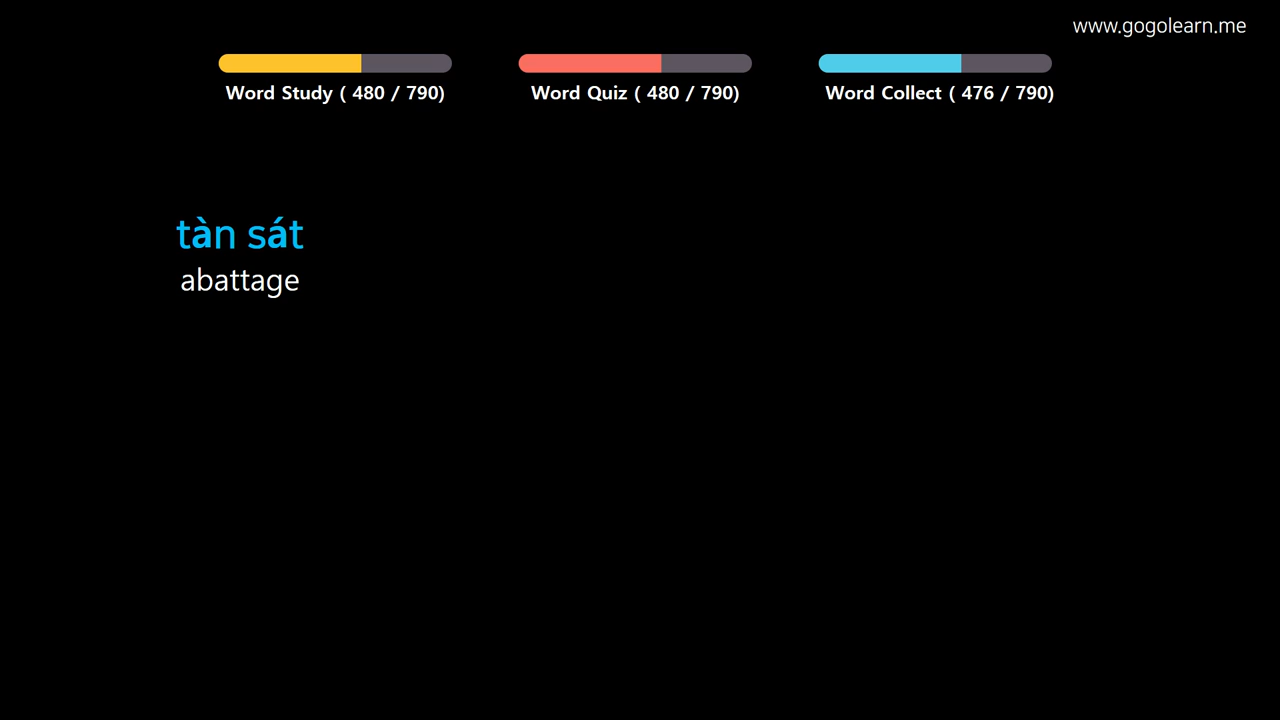 www.gogolearn.me
Word Study ( 480 / 790)
Word Quiz ( 480 / 790)
Word Collect ( 476 / 790)
tàn sát
abattage